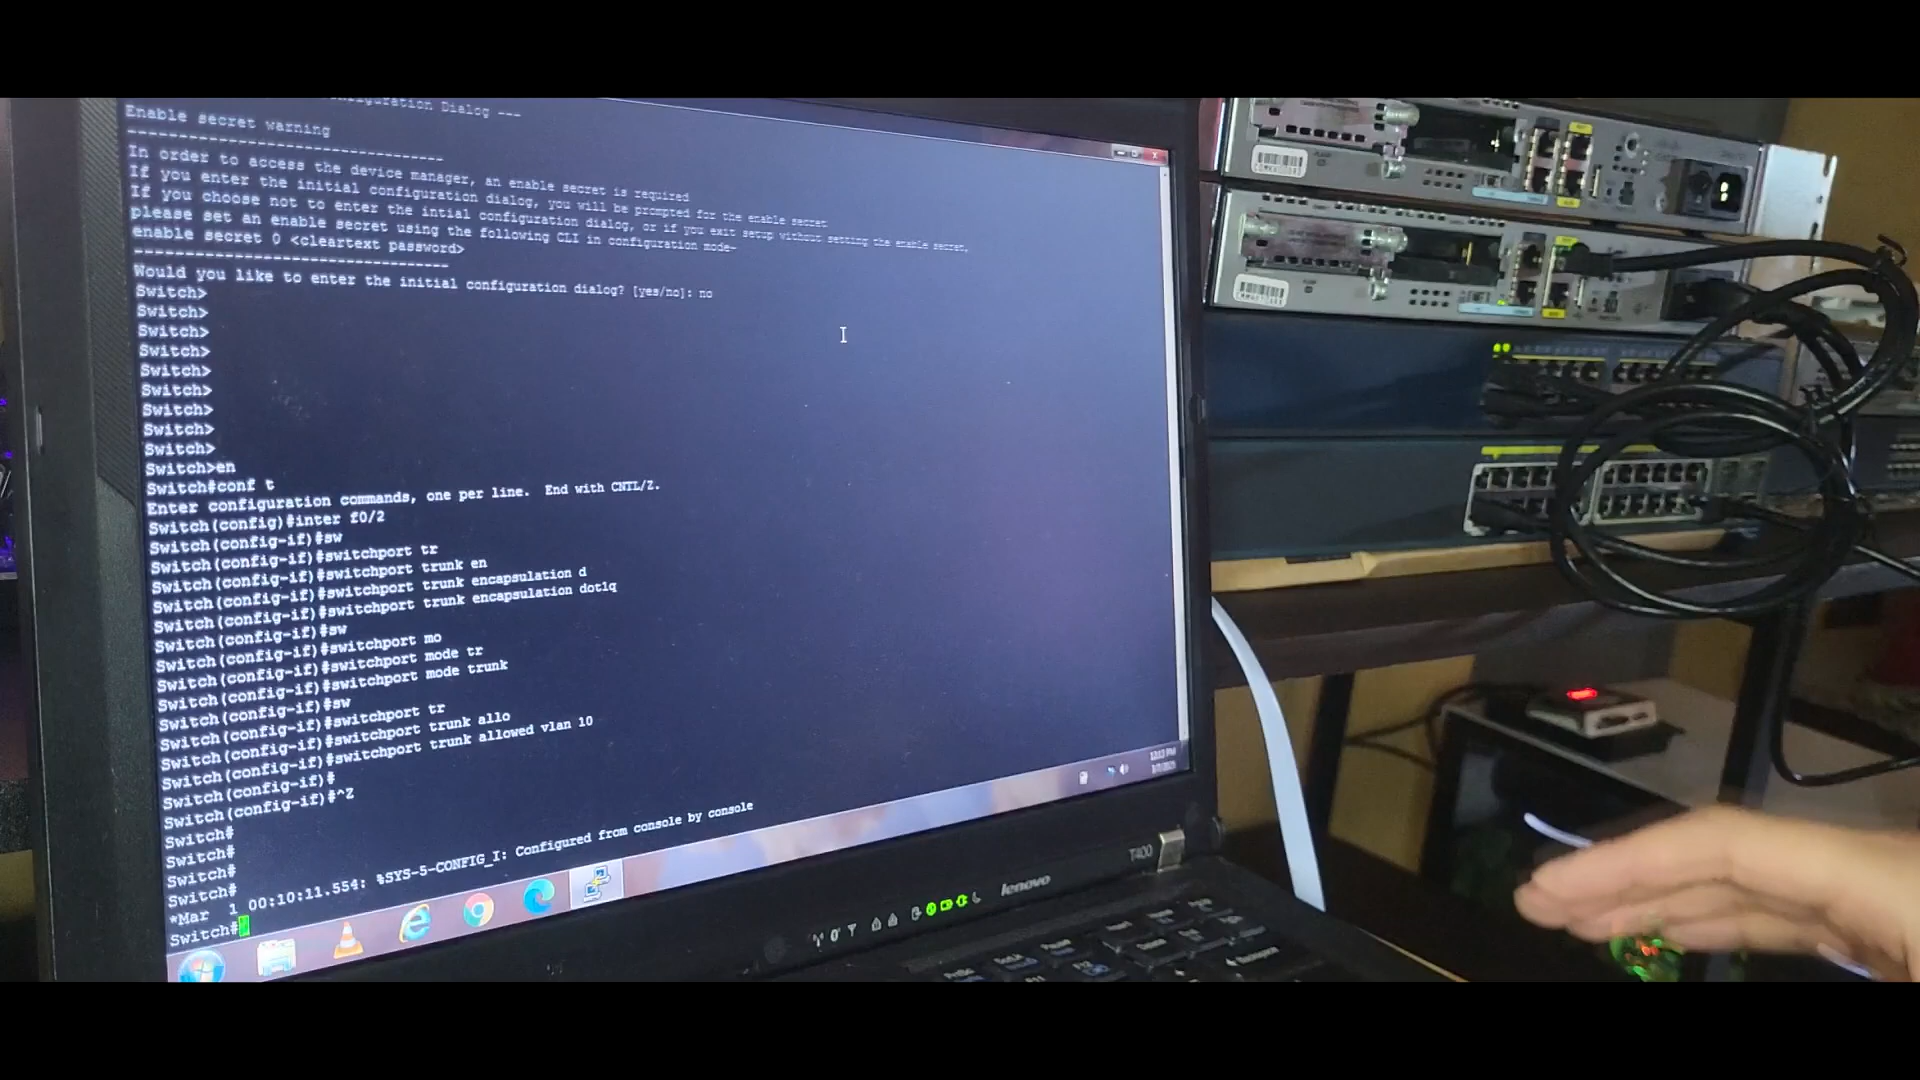 Configuration Dialog ---
Enable secret warning
----------------------------------
In order to access the device manager, an enable secret is required
If you enter the initial configuration dialog, you will be prompted for the enable secret
If you choose not to enter the intial configuration dialog, or if you exit setup without setting the enable secret,
please set an enable secret using the following CLI in configuration mode-
enable secret 0 <cleartext password>
----------------------------------
Would you like to enter the initial configuration dialog? [yes/no]: no
Switch>
Switch>
Switch>
Switch>
Switch>
Switch>
Switch>
Switch>
Switch>
Switch>en
Switch#conf t
Enter configuration commands, one per line.  End with CNTL/Z.
Switch(config)#inter f0/2
Switch(config-if)#sw
Switch(config-if)#switchport tr
Switch(config-if)#switchport trunk en
Switch(config-if)#switchport trunk encapsulation d
Switch(config-if)#switchport trunk encapsulation dot1q
Switch(config-if)#sw
Switch(config-if)#switchport mo
Switch(config-if)#switchport mode tr
Switch(config-if)#switchport mode trunk
Switch(config-if)#sw
Switch(config-if)#switchport tr
Switch(config-if)#switchport trunk allo
Switch(config-if)#switchport trunk allowed vlan 10
Switch(config-if)#
Switch(config-if)#^Z
Switch#
Switch#
Switch#
Switch#
*Mar  1 00:10:11.554: %SYS-5-CONFIG_I: Configured from console by console
Switch#
T400
lenovo